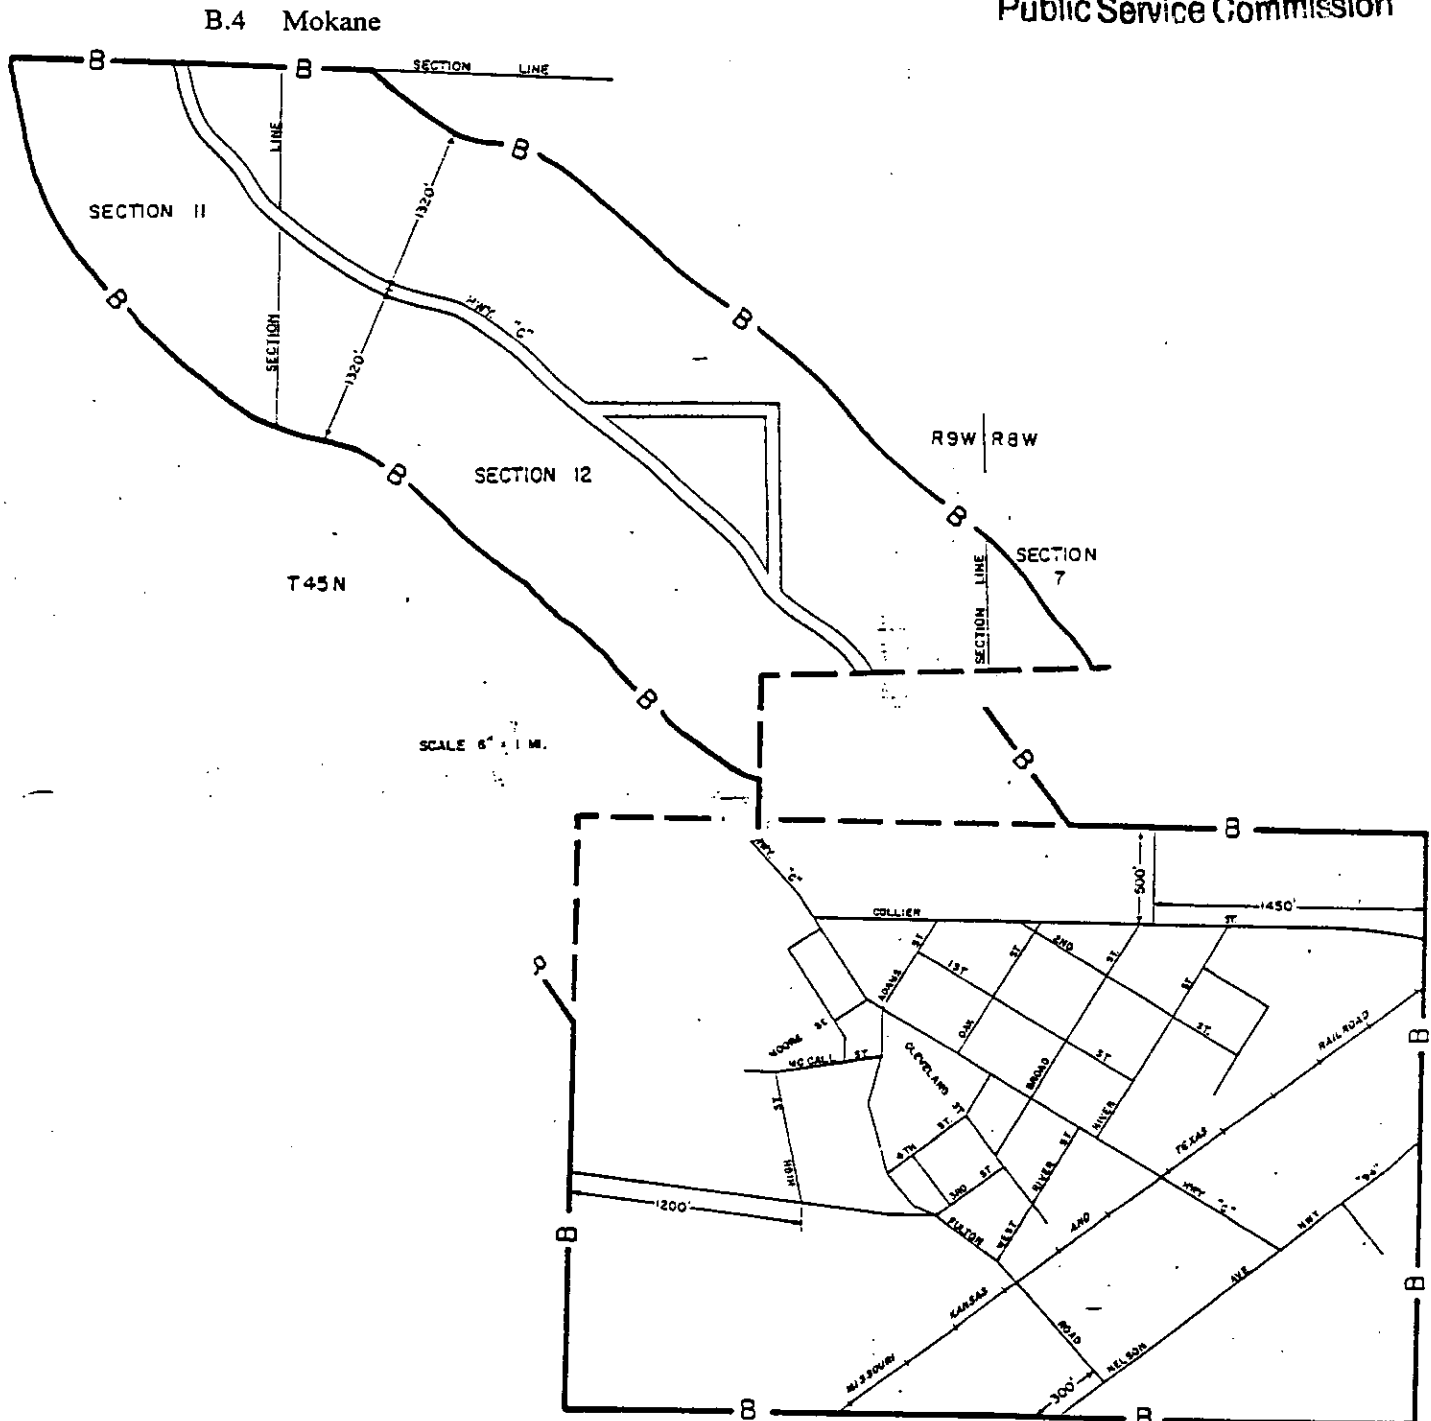 B.4 Mokane
Public Service Commission
B
B
SECTION LINE
LINE
B
1320'
SECTION 11
B
HWY. "C"
B
SECTION
1320'
R9W R8W
B
SECTION 12
B
SECTION 7
SECTION LINE
T45N
B
SCALE 6" = 1 MI.
B
B
HWY. "C"
500'
1450'
COLLIER ST.
2ND ST.
1ST ST
ADAMS ST
OAK ST
BROAD ST.
RIVER ST
B
MOORE ST
MC CALL ST
CLEVELAND ST
HIGH ST
4TH ST.
3RD ST
WEST RIVER ST
FULTON ROAD
1200'
B
HWY "C"
HWY "94"
NELSON AVE
MISSOURI KANSAS AND TEXAS RAILROAD
B
B
300'
B
B